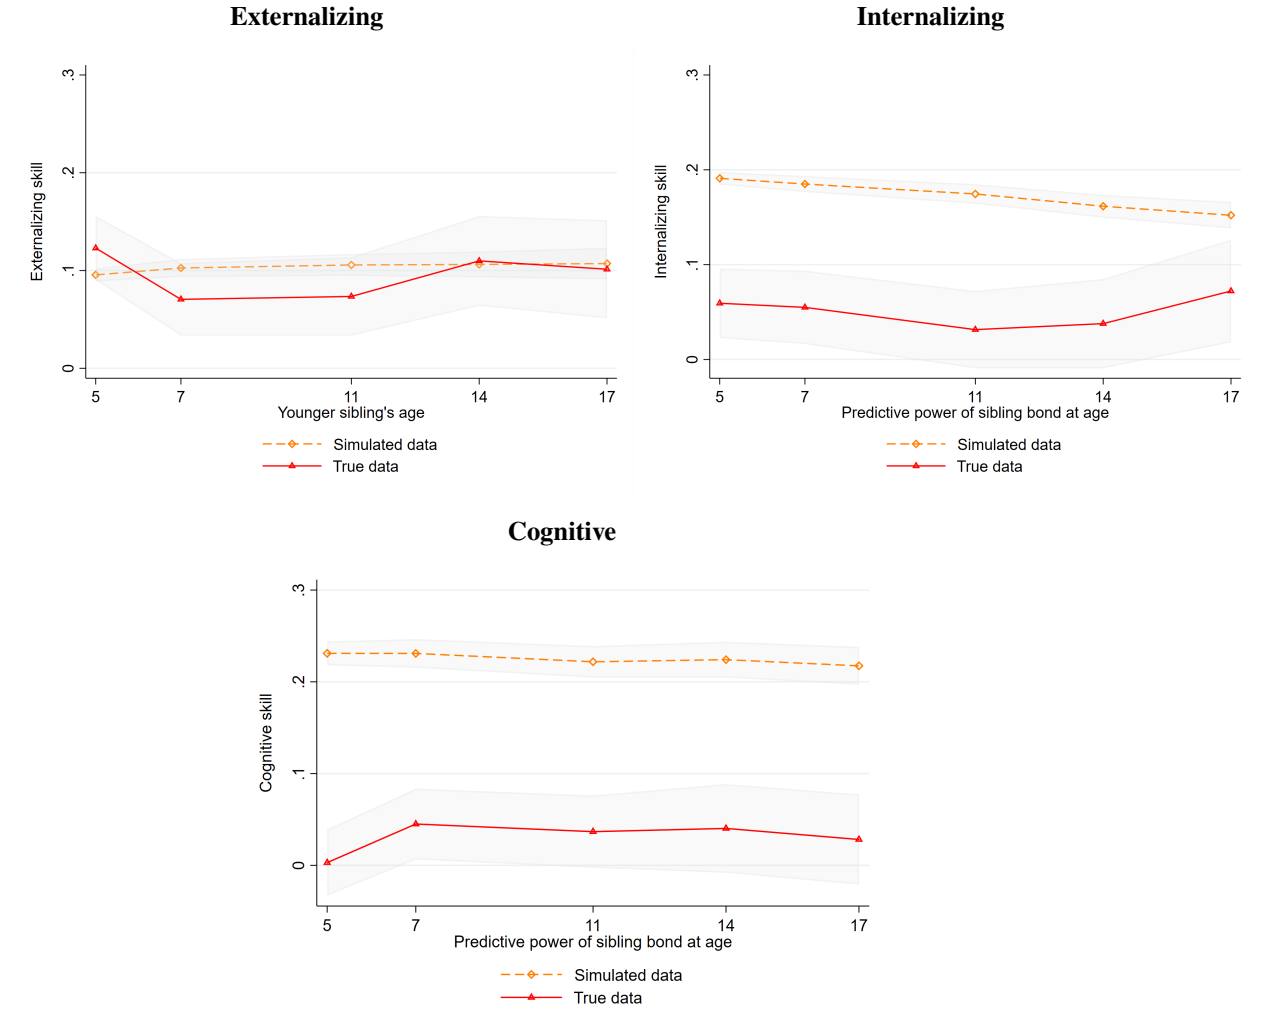 Externalizing
Externalizing skill
.3
.2
.1
0
5 7 11 14 17
Younger sibling's age
Simulated data
True data
Internalizing
Internalizing skill
.3
.2
.1
0
5 7 11 14 17
Predictive power of sibling bond at age
Simulated data
True data
Cognitive
Cognitive skill
.3
.2
.1
0
5 7 11 14 17
Predictive power of sibling bond at age
Simulated data
True data